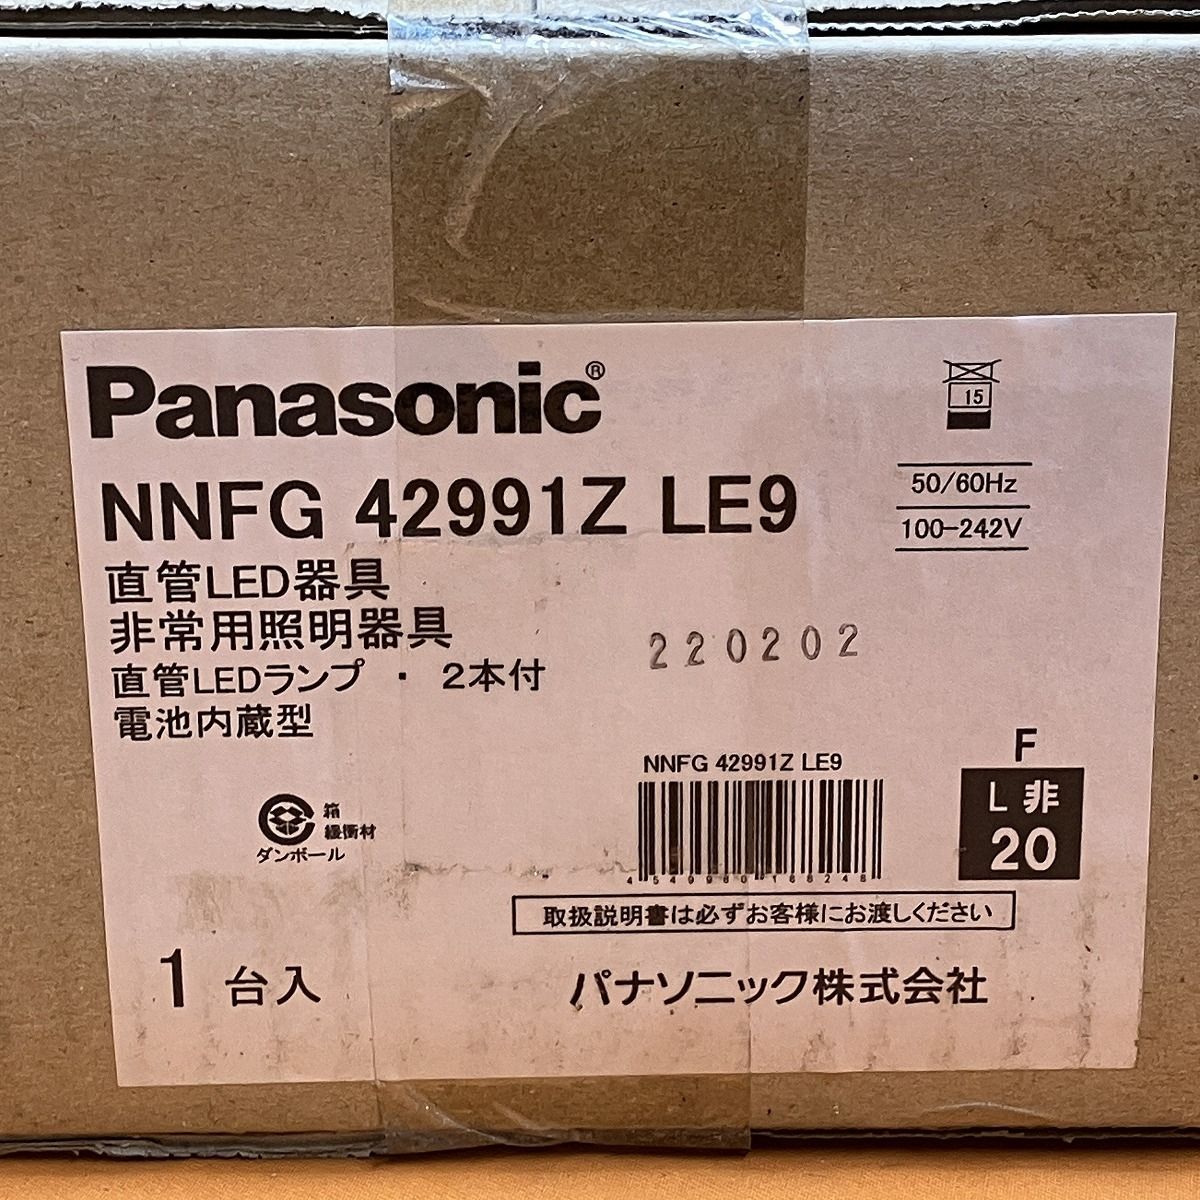 Panasonic®
15
NNFG 42991Z LE9
50/60Hz
100-242V
直管LED器具
非常用照明器具
直管LEDランプ ・ 2本付
電池内蔵型
220202
NNFG 42991Z LE9
4549980188248
F
L 非
20
箱
緩衝材
ダンボール
取扱説明書は必ずお客様にお渡しください
1 台入
パナソニック株式会社